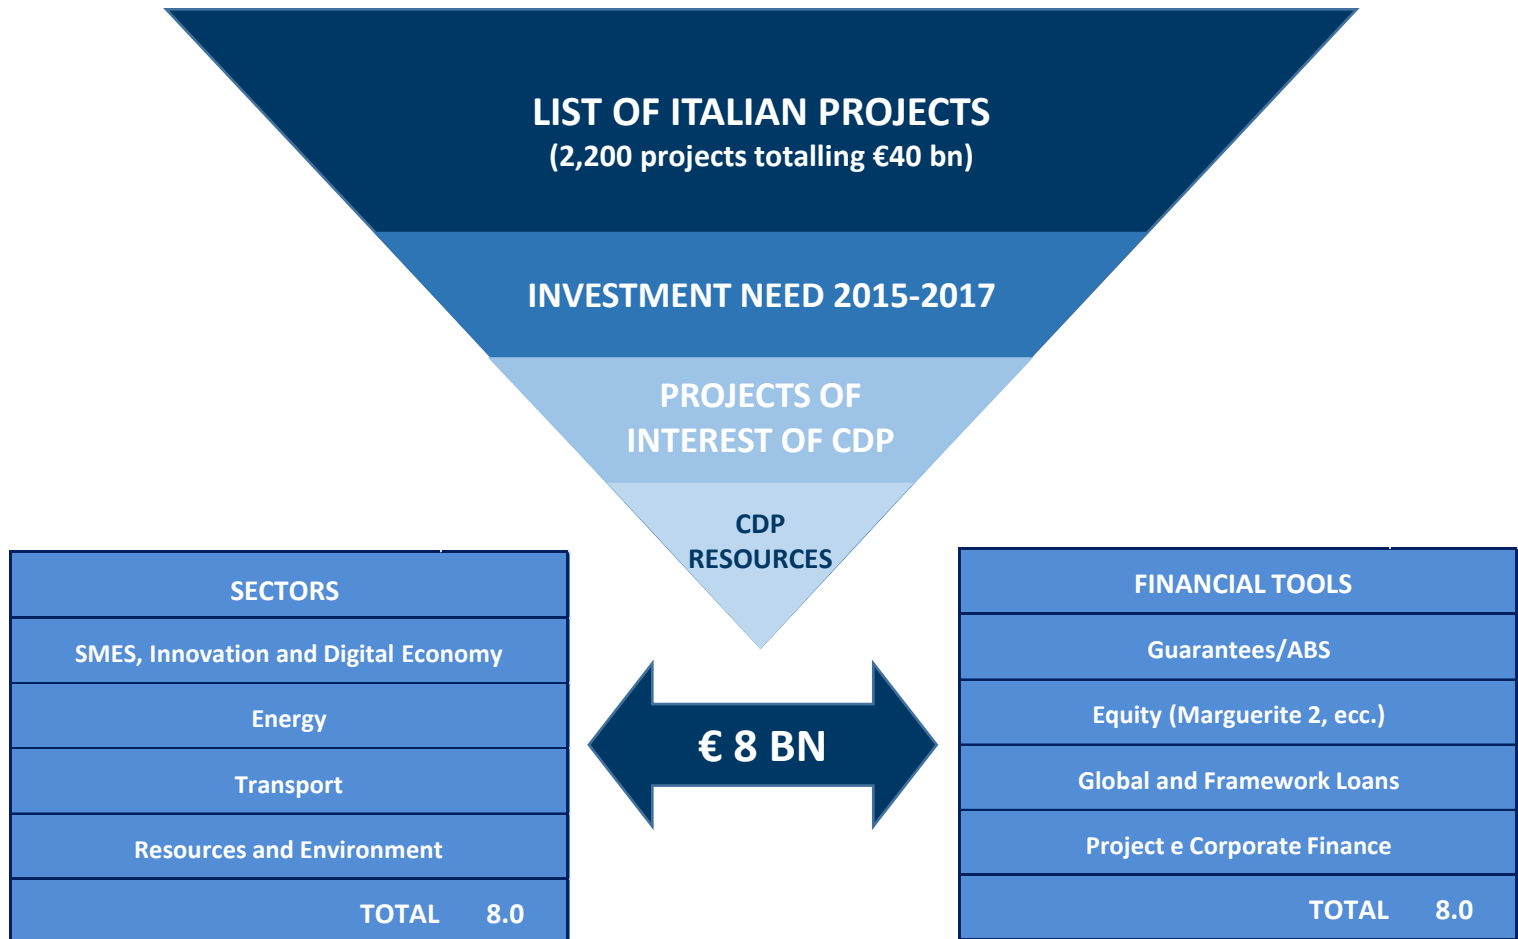 LIST OF ITALIAN PROJECTS
(2,200 projects totalling €40 bn)
INVESTMENT NEED 2015-2017
PROJECTS OF
INTEREST OF CDP
CDP
RESOURCES
SECTORS
SMES, Innovation and Digital Economy
Energy
Transport
Resources and Environment
TOTAL 8.0
€ 8 BN
FINANCIAL TOOLS
Guarantees/ABS
Equity (Marguerite 2, ecc.)
Global and Framework Loans
Project e Corporate Finance
TOTAL 8.0